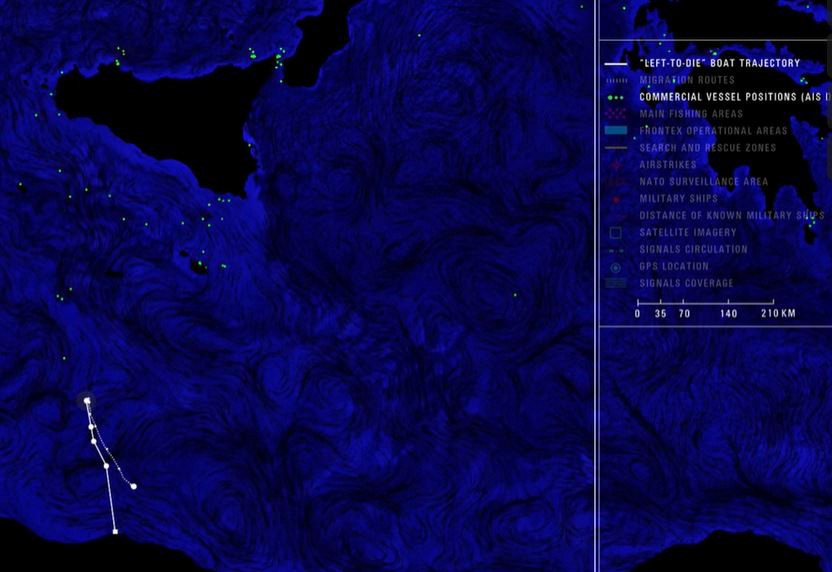 "LEFT-TO-DIE" BOAT TRAJECTORY
MIGRATION ROUTES
COMMERCIAL VESSEL POSITIONS (AIS D
MAIN FISHING AREAS
FRONTEX OPERATIONAL AREAS
SEARCH AND RESCUE ZONES
AIRSTRIKES
NATO SURVEILLANCE AREA
MILITARY SHIPS
DISTANCE OF KNOWN MILITARY SHIPS
SATELLITE IMAGERY
SIGNALS CIRCULATION
GPS LOCATION
SIGNALS COVERAGE
0 35 70 140 210 KM